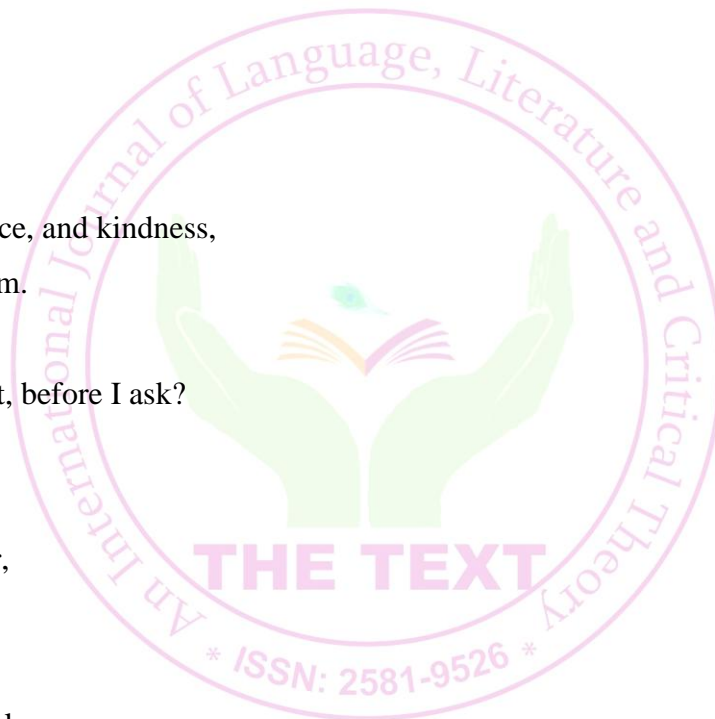 An International Journal of Language, Literature and Critical Theory
ce, and kindness,
m.
t, before I ask?
THE TEXT
* ISSN: 2581-9526 *